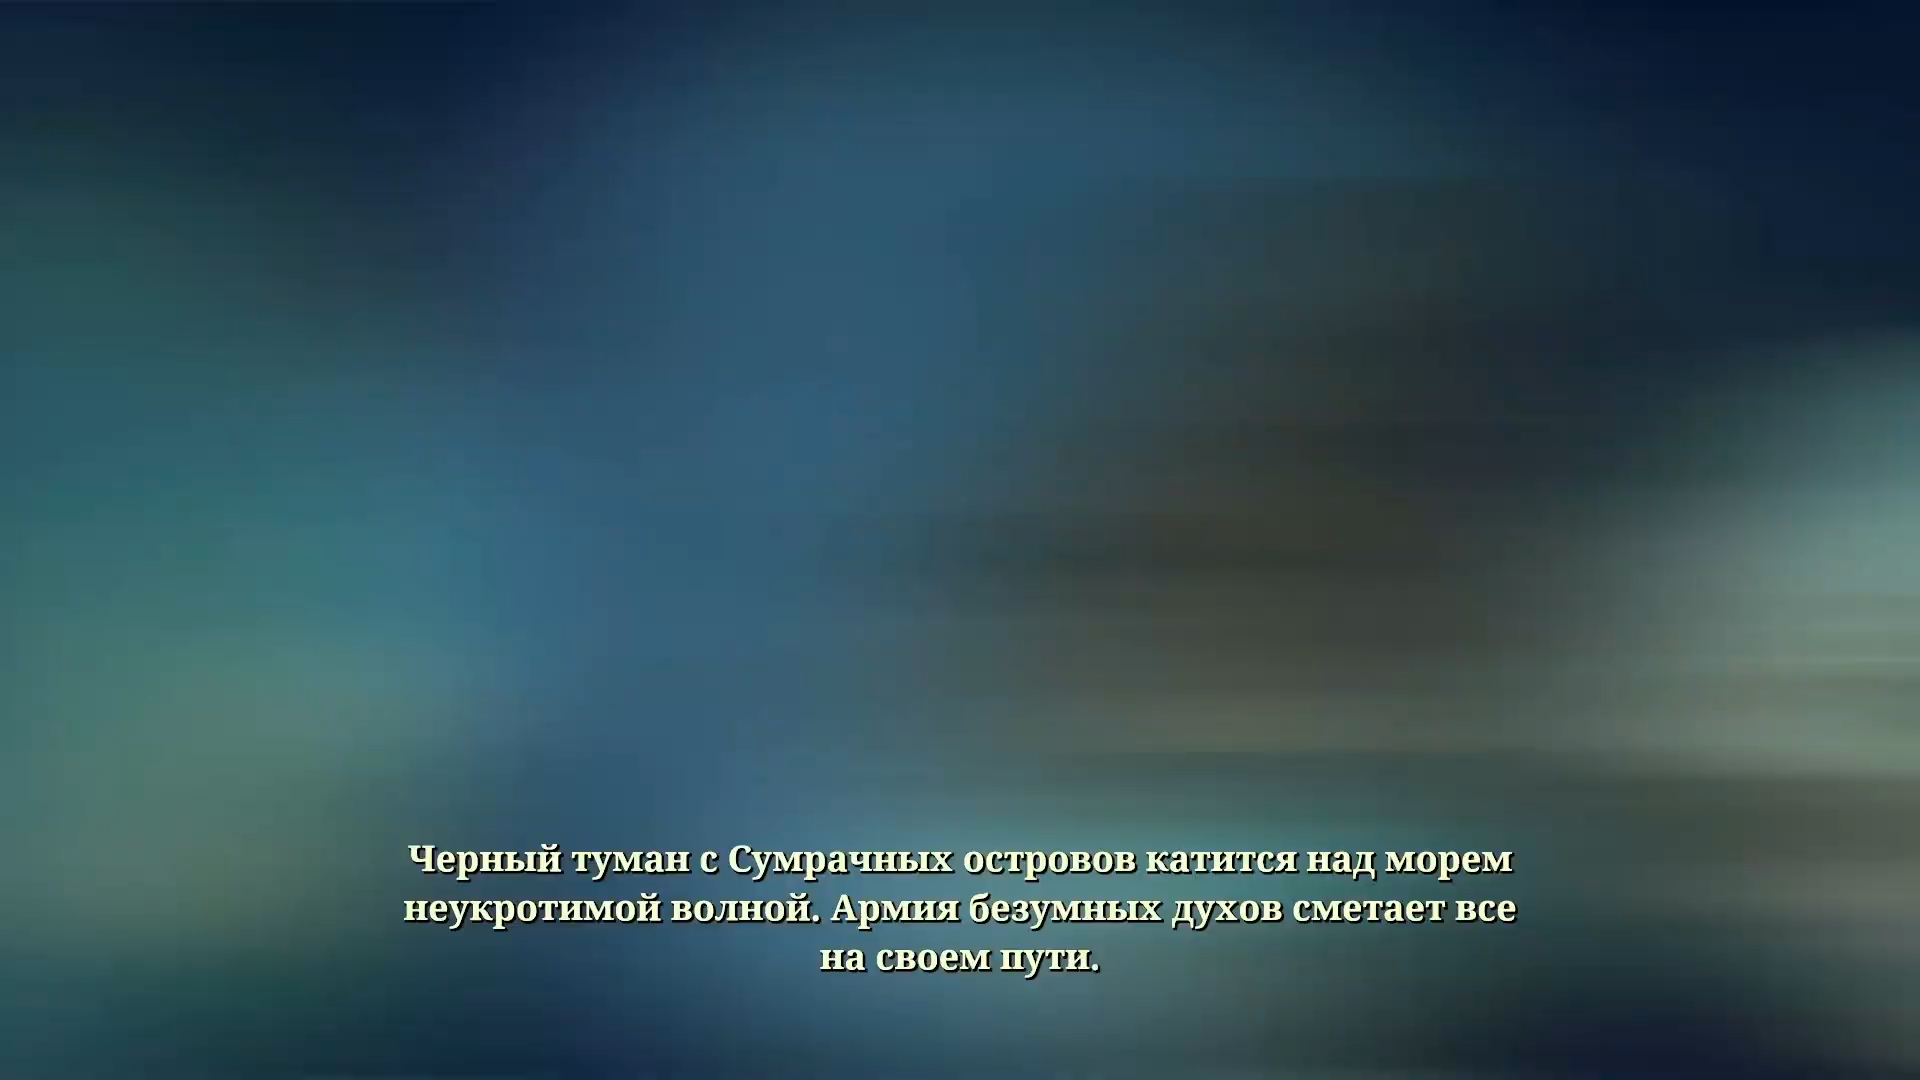 Черный туман с Сумрачных островов катится над морем
неукротимой волной. Армия безумных духов сметает все
на своем пути.